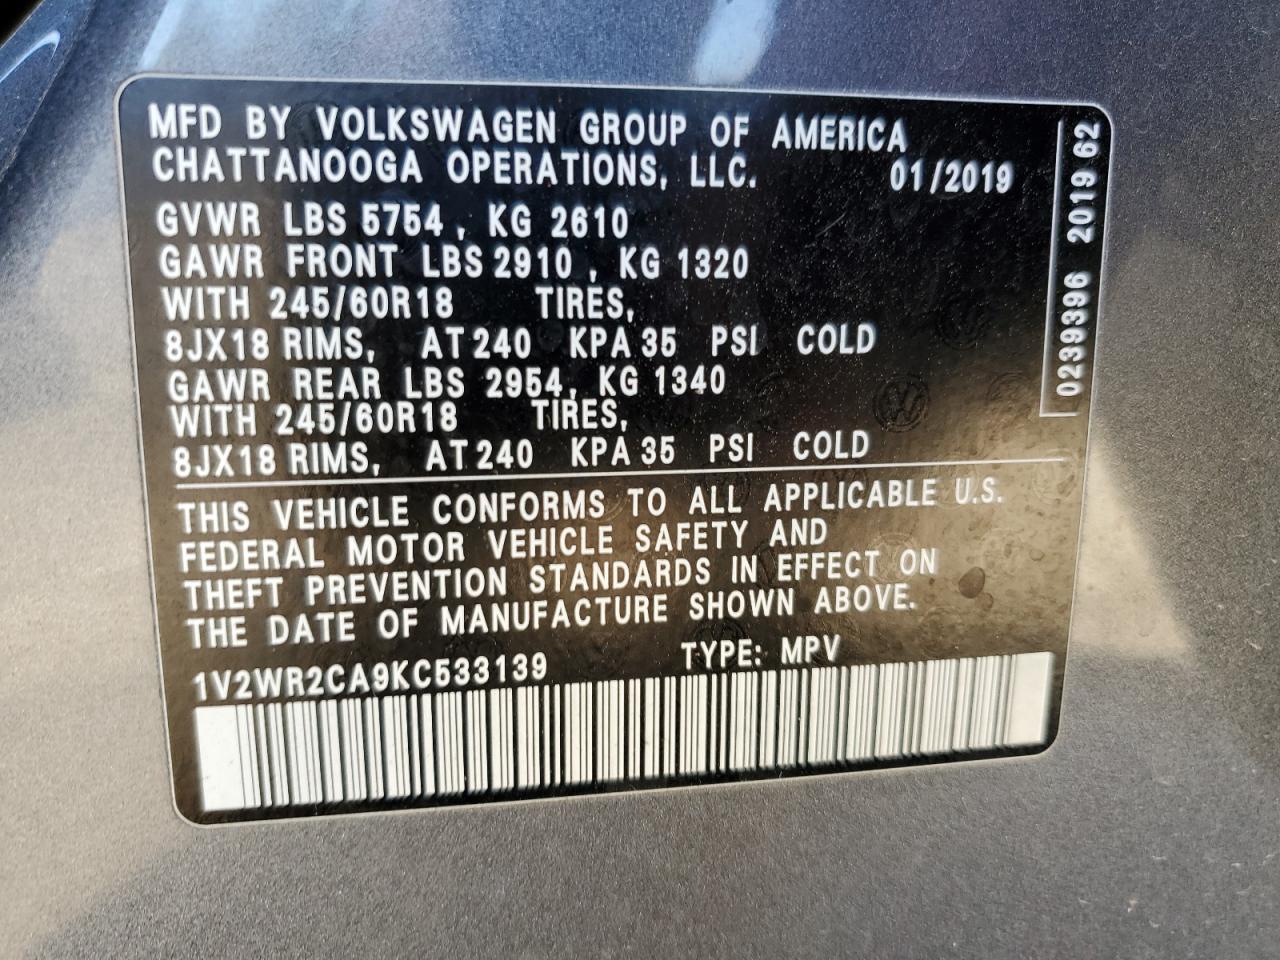 MFD BY VOLKSWAGEN GROUP OF AMERICA
CHATTANOOGA OPERATIONS, LLC. 01/2019
GVWR LBS 5754, KG 2610
GAWR FRONT LBS 2910, KG 1320
WITH 245/60R18 TIRES,
8JX18 RIMS, AT 240 KPA 35 PSI COLD
GAWR REAR LBS 2954, KG 1340
WITH 245/60R18 TIRES,
8JX18 RIMS, AT 240 KPA 35 PSI COLD
0239396 2019 62
THIS VEHICLE CONFORMS TO ALL APPLICABLE U.S.
FEDERAL MOTOR VEHICLE SAFETY AND
THEFT PREVENTION STANDARDS IN EFFECT ON
THE DATE OF MANUFACTURE SHOWN ABOVE.
1V2WR2CA9KC533139 TYPE: MPV